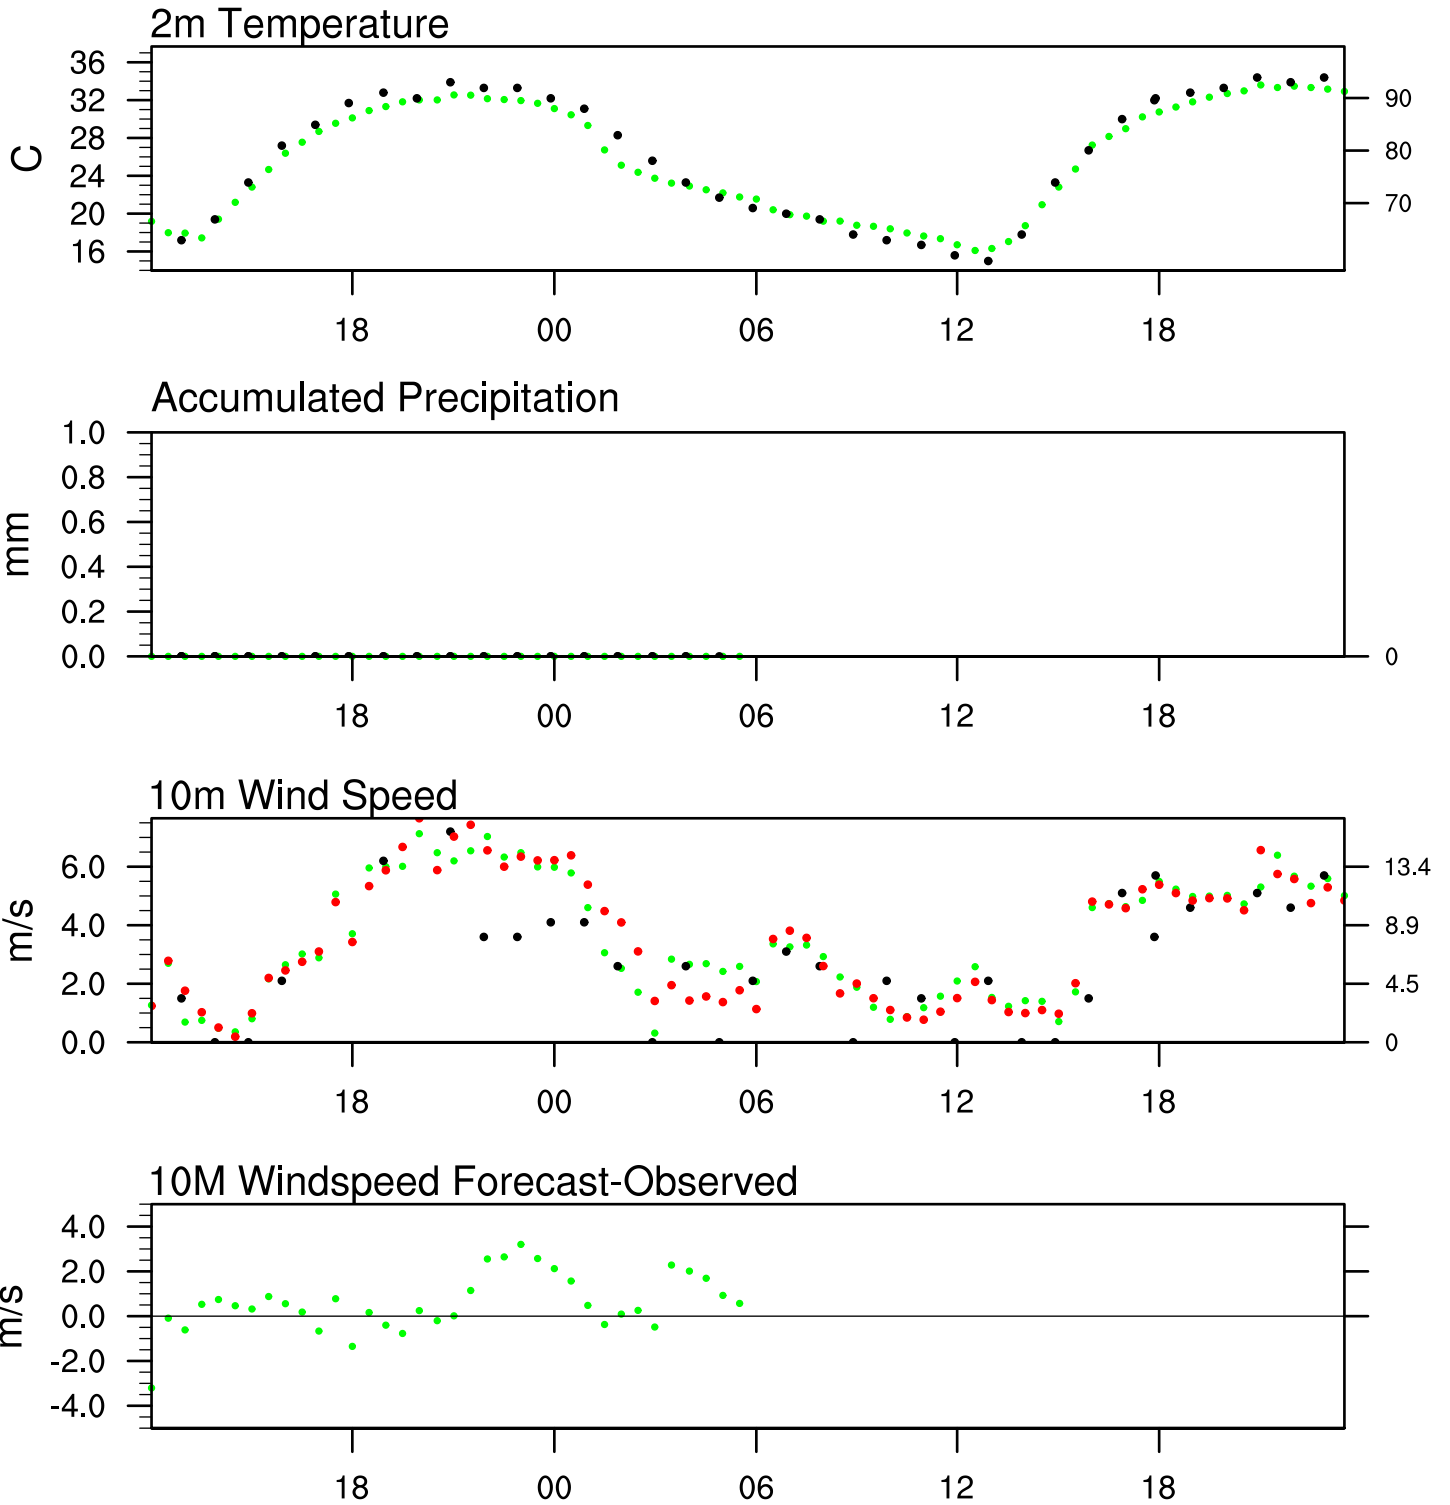 2m Temperature
36
32
28
24
20
16
C
90
80
70
18 00 06 12 18
Accumulated Precipitation
1.0
0.8
0.6
0.4
0.2
0.0
mm
0
18 00 06 12 18
10m Wind Speed
6.0
4.0
2.0
0.0
m/s
13.4
8.9
4.5
0
18 00 06 12 18
10M Windspeed Forecast-Observed
4.0
2.0
0.0
-2.0
-4.0
m/s
18 00 06 12 18